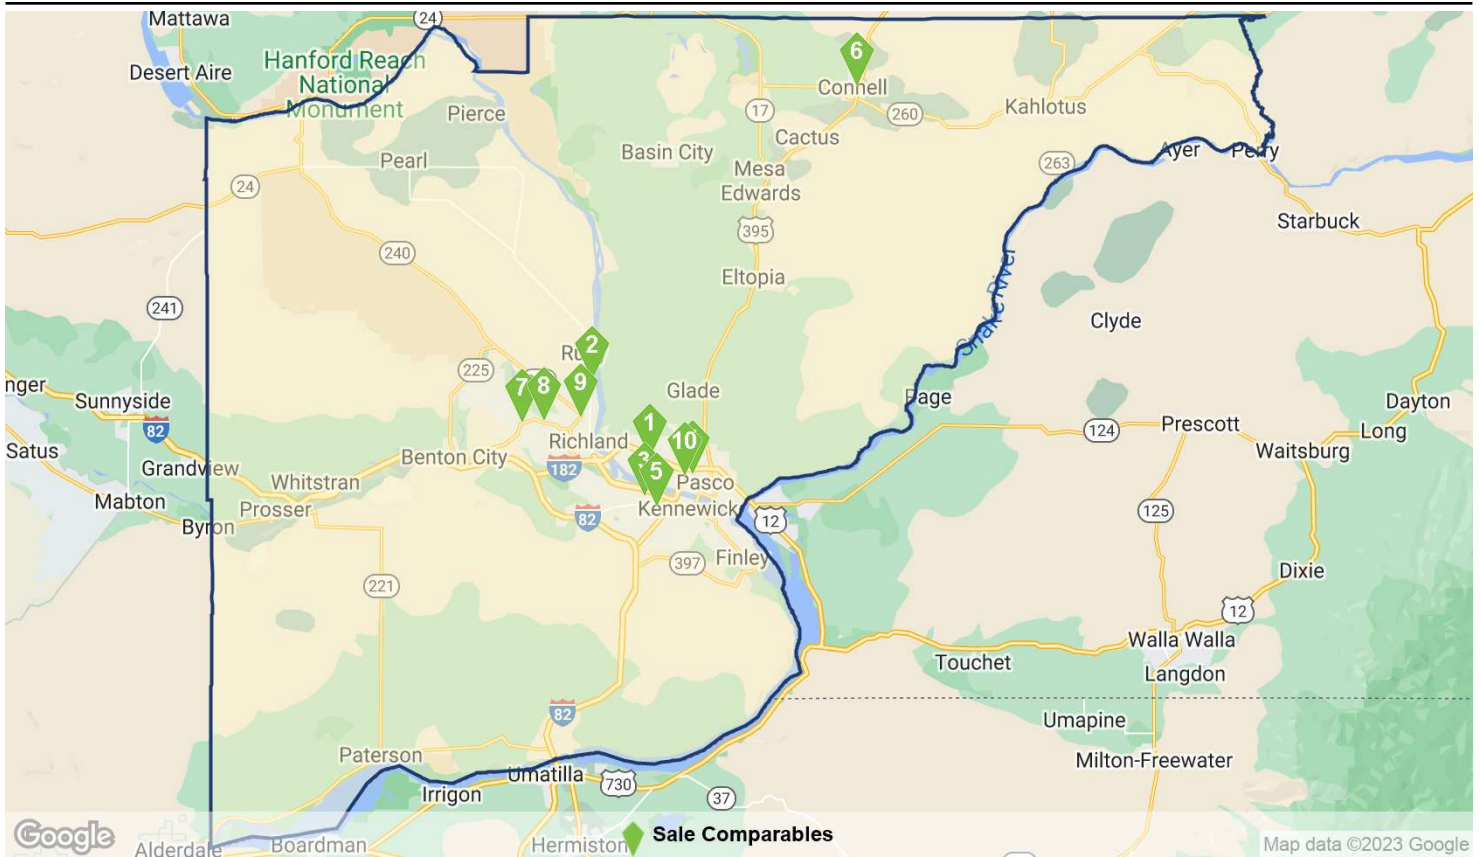 Mattawa
24
Desert Aire
Hanford Reach
National
Monument
Pierce
Pearl
24
240
241
6
Connell
17
260
Kahlotus
Cactus
Basin City
Mesa
Edwards
395
Eltopia
263
Ayer
Perry
Starbuck
Snake River
Clyde
Page
2
225
7
8
9
Glade
Sunnyside
82
Satus
Grandview
Mabton
Byron
Prosser
Whitstran
Benton City
Richland
182
1
3
5
10
Pasco
Kennewick
82
12
Finley
397
221
124
Prescott
Dayton
Long
Waitsburg
125
Dixie
12
Walla Walla
Langdon
Touchet
Umapine
Milton-Freewater
82
Paterson
Umatilla
730
Irrigon
37
Google
Alderdale
Boardman
Hermiston
Sale Comparables
Map data ©2023 Google